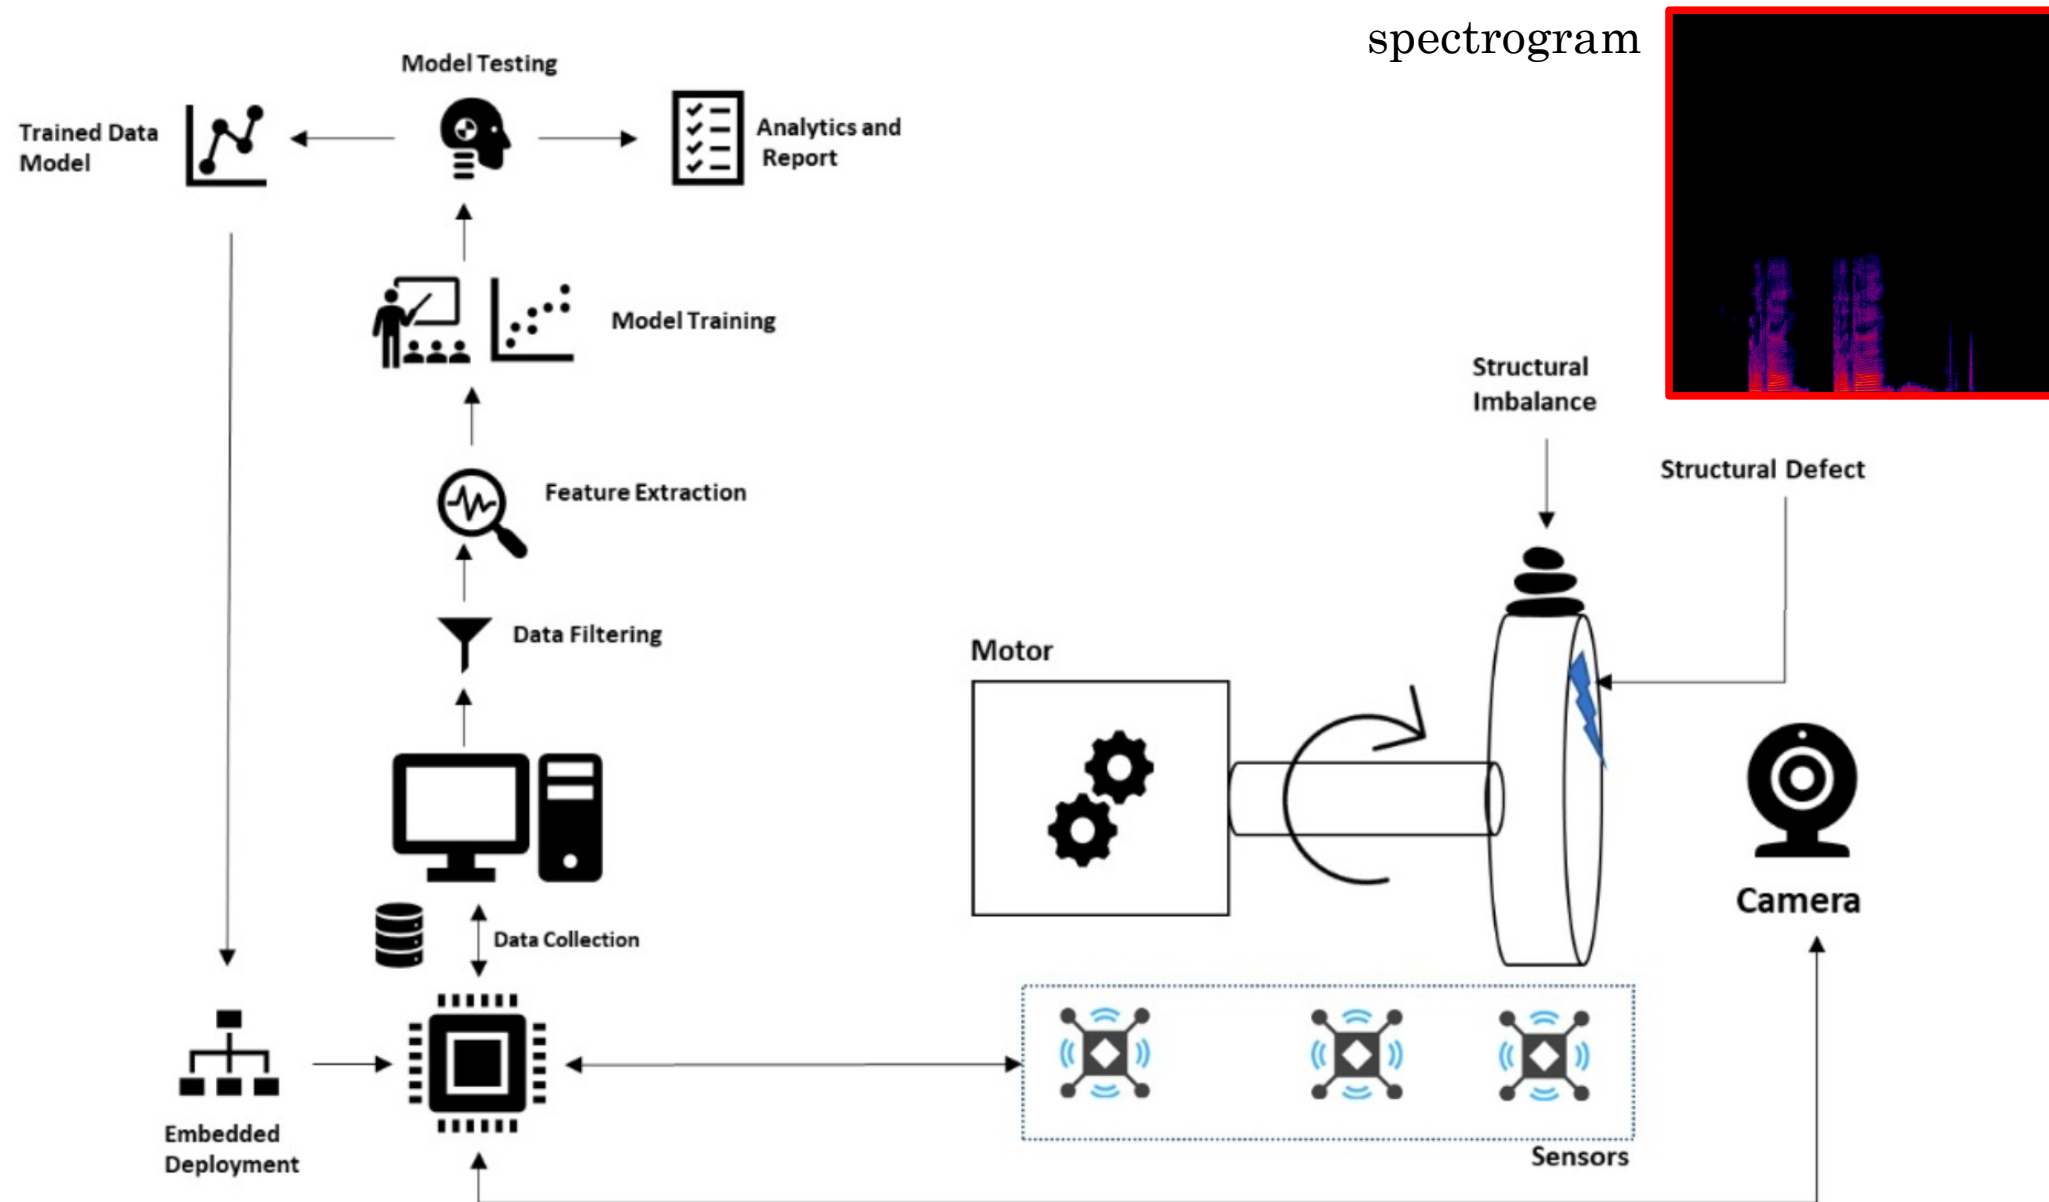 spectrogram
Model Testing
Trained Data
Model
Analytics and
Report
Model Training
Structural
Imbalance
Structural Defect
Feature Extraction
Data Filtering
Motor
Camera
Data Collection
Embedded
Deployment
Sensors